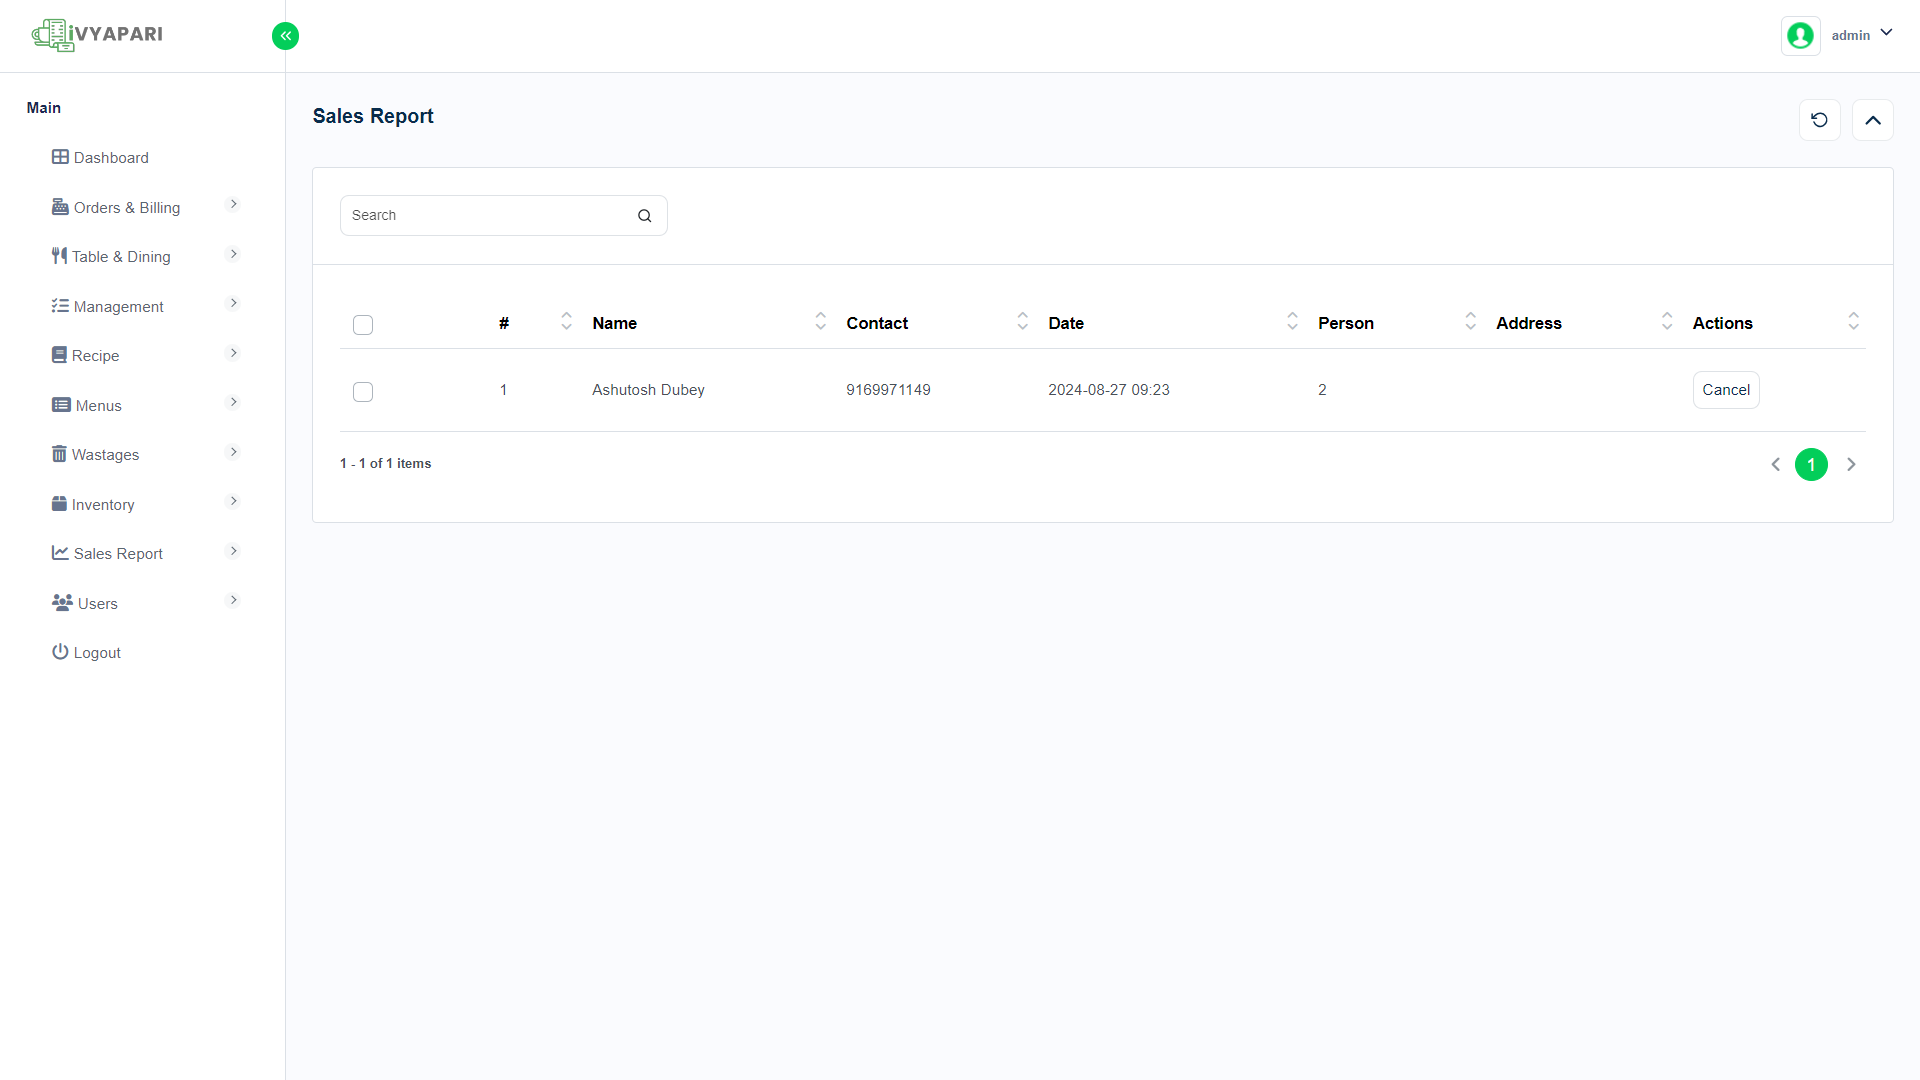 iVYAPARI
admin
Main
Dashboard
Orders & Billing
Table & Dining
Management
Recipe
Menus
Wastages
Inventory
Sales Report
Users
Logout
Sales Report
Search
# Name Contact Date Person Address Actions
1 Ashutosh Dubey 9169971149 2024-08-27 09:23 2 Cancel
1 - 1 of 1 items
1